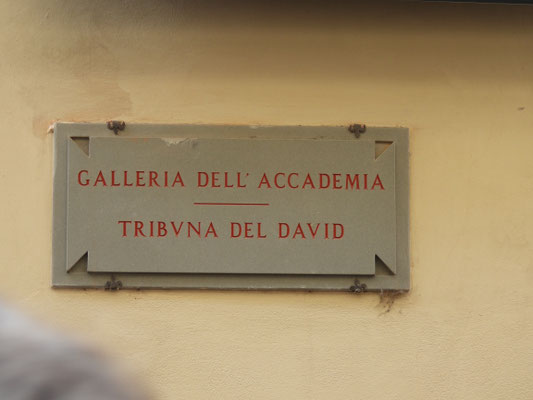 GALLERIA DELL' ACCADEMIA
TRIBVNA DEL DAVID